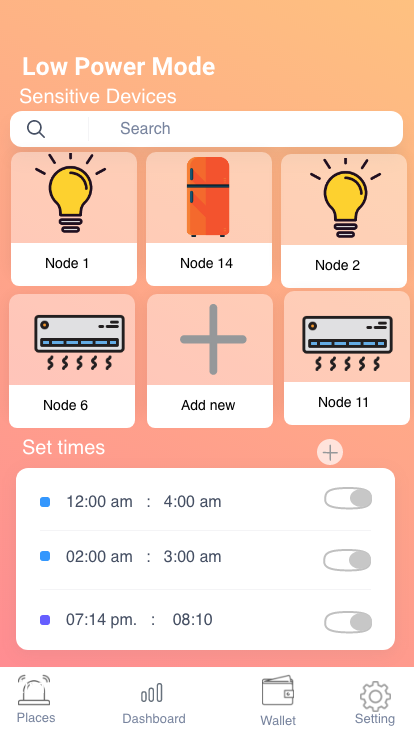 Low Power Mode
Sensitive Devices
Search
Node 1
Node 14
Node 2
Node 6
Add new
Node 11
Set times
12:00 am : 4:00 am
02:00 am : 3:00 am
07:14 pm. : 08:10
Places
Dashboard
Wallet
Setting